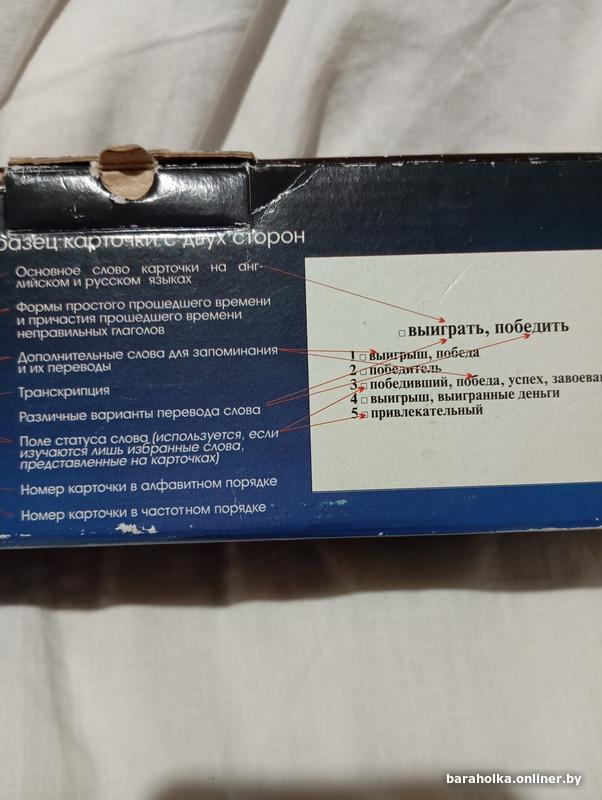 разец карточки с двух сторон
Основное слово карточки на анг-
лийском и русском языках
Формы простого прошедшего времени
и причастия прошедшего времени
неправильных глаголов
Дополнительные слова для запоминания
и их переводы
Транскрипция
Различные варианты перевода слова
Поле статуса слова (используется, если
изучаются лишь избранные слова,
представленные на карточках)
Номер карточки в алфавитном порядке
Номер карточки в частотном порядке
□ выиграть, победить
1 □ выигрыш, победа
2 □ победитель
3 □ победивший, победа, успех, завоева
4 □ выигрыш, выигранные деньги
5 □ привлекательный
baraholka.onliner.by